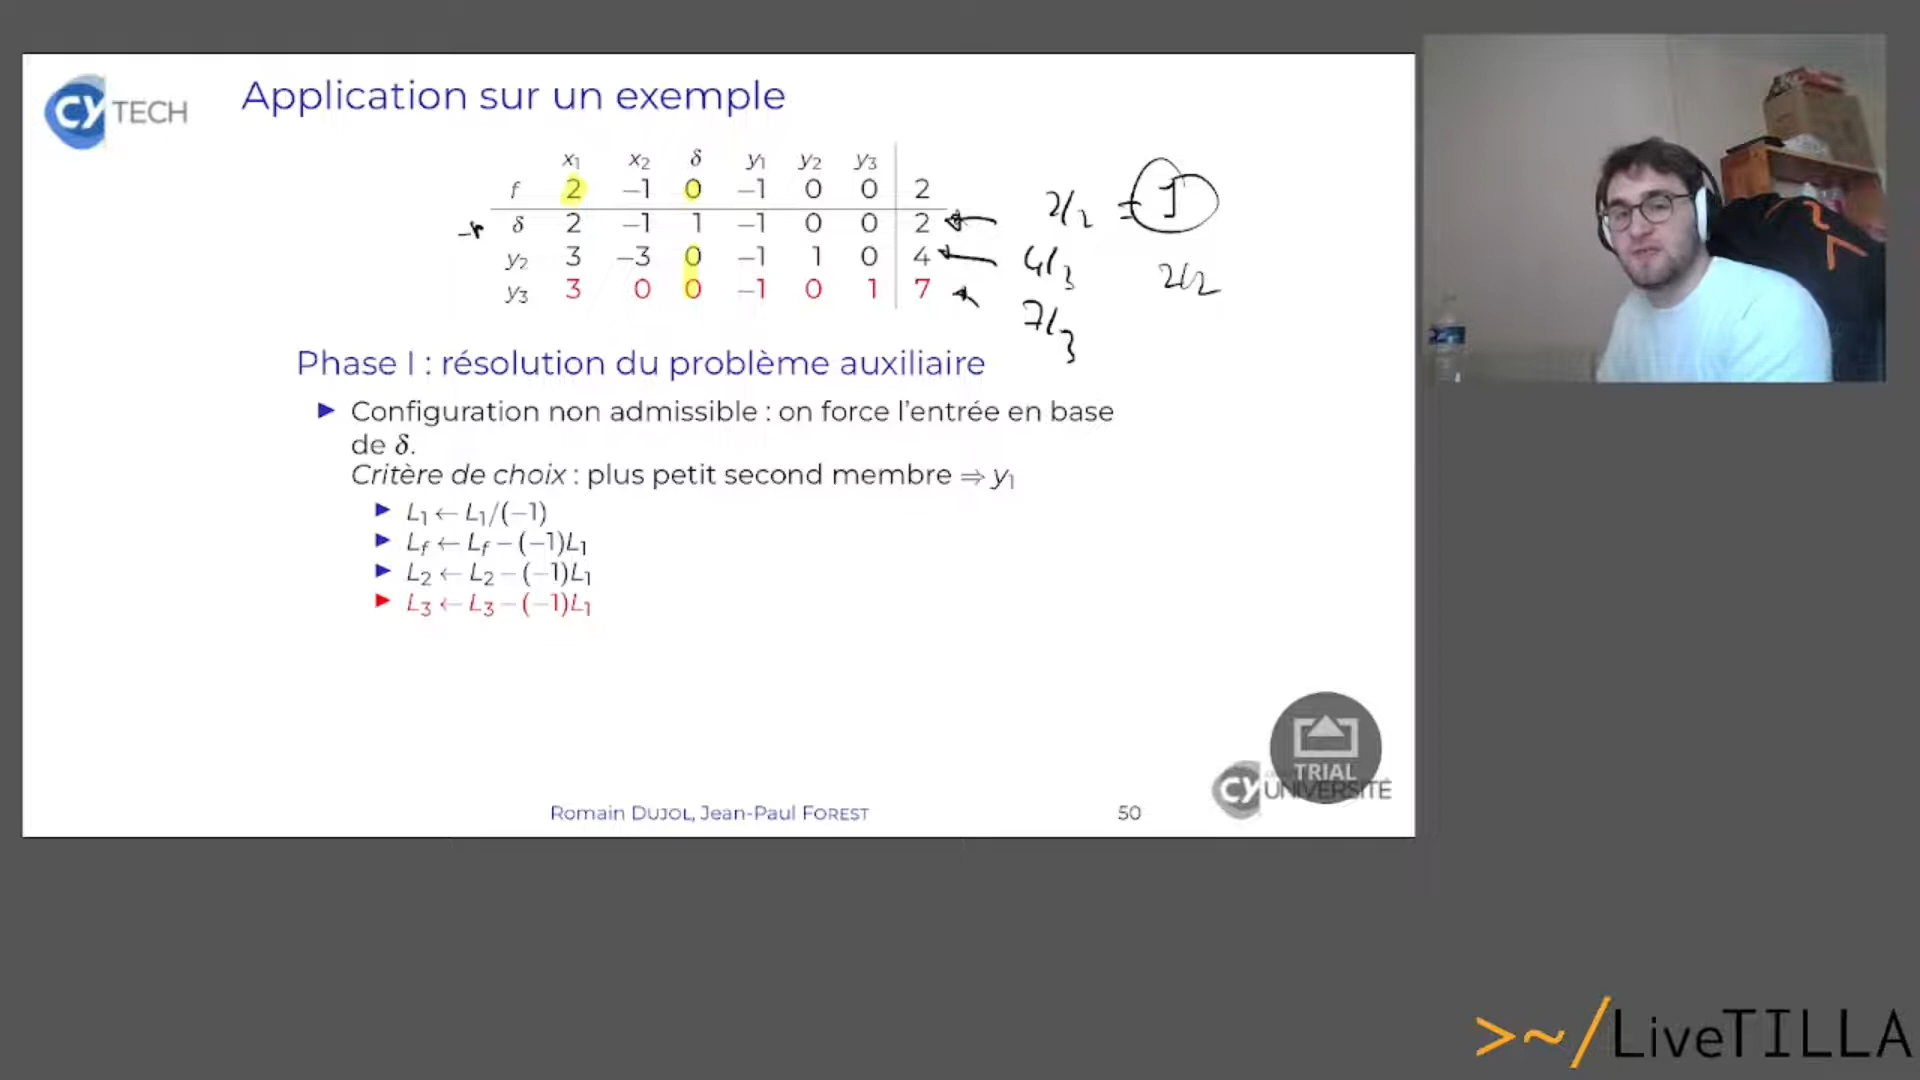 CY TECH
Application sur un exemple
x₁ x₂ δ y₁ y₂ y₃
f 2 −1 0 −1 0 0 2
δ 2 −1 1 −1 0 0 2
y₂ 3 −3 0 −1 1 0 4
y₃ 3 0 0 −1 0 1 7
2/2 = 1
4/3
2/2
7/3
Phase I : résolution du problème auxiliaire
▶ Configuration non admissible : on force l'entrée en base
de δ.
Critère de choix : plus petit second membre ⇒ y₁
▶ L₁ ← L₁/(−1)
▶ L_f ← L_f − (−1)L₁
▶ L₂ ← L₂ − (−1)L₁
▶ L₃ ← L₃ − (−1)L₁
TRIAL
CY UNIVERSITÉ
Romain DUJOL, Jean-Paul FOREST 50
>~/LiveTILLA